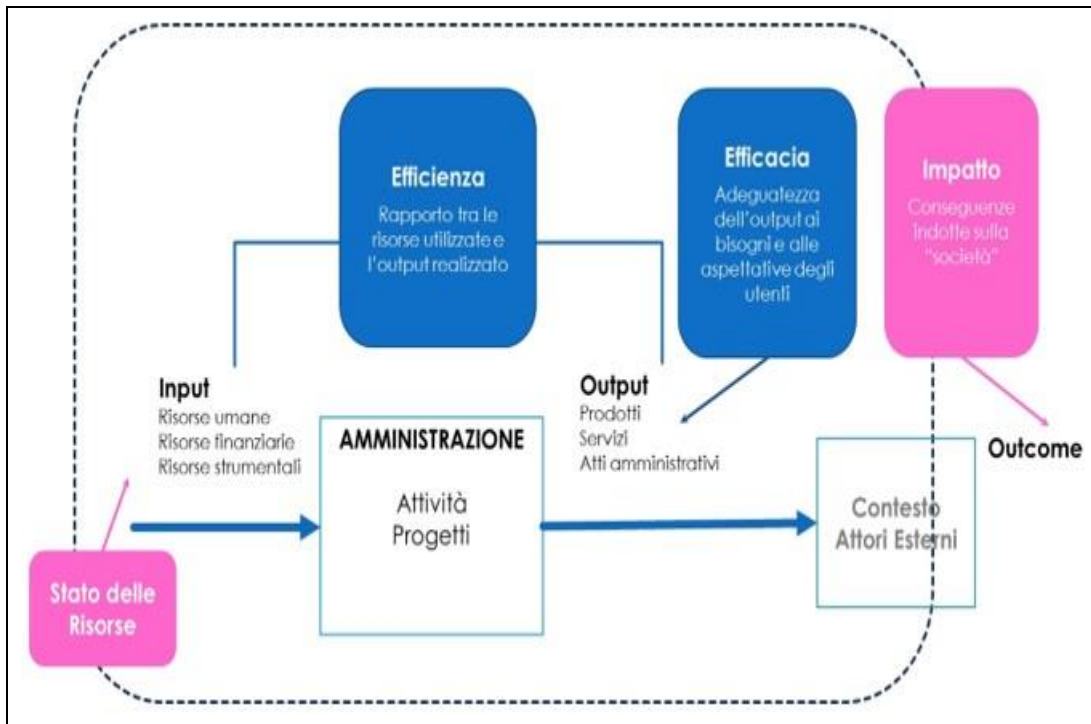 Efficienza
Rapporto tra le
risorse utilizzate e
l'output realizzato
Efficacia
Adeguatezza
dell'output ai
bisogni e alle
aspettative degli
utenti
Impatto
Conseguenze
indotte sulla
"società"
Input
Risorse umane
Risorse finanziarie
Risorse strumentali
AMMINISTRAZIONE
Attività
Progetti
Output
Prodotti
Servizi
Atti amministrativi
Outcome
Contesto
Attori Esterni
Stato delle
Risorse